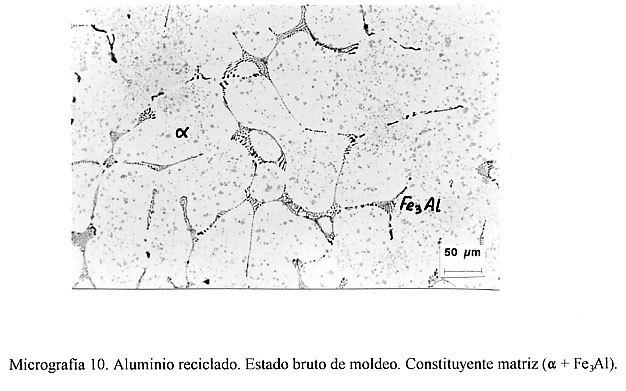 α
Fe₃Al
50 µm
Micrografía 10. Aluminio reciclado. Estado bruto de moldeo. Constituyente matriz (α + Fe₃Al).